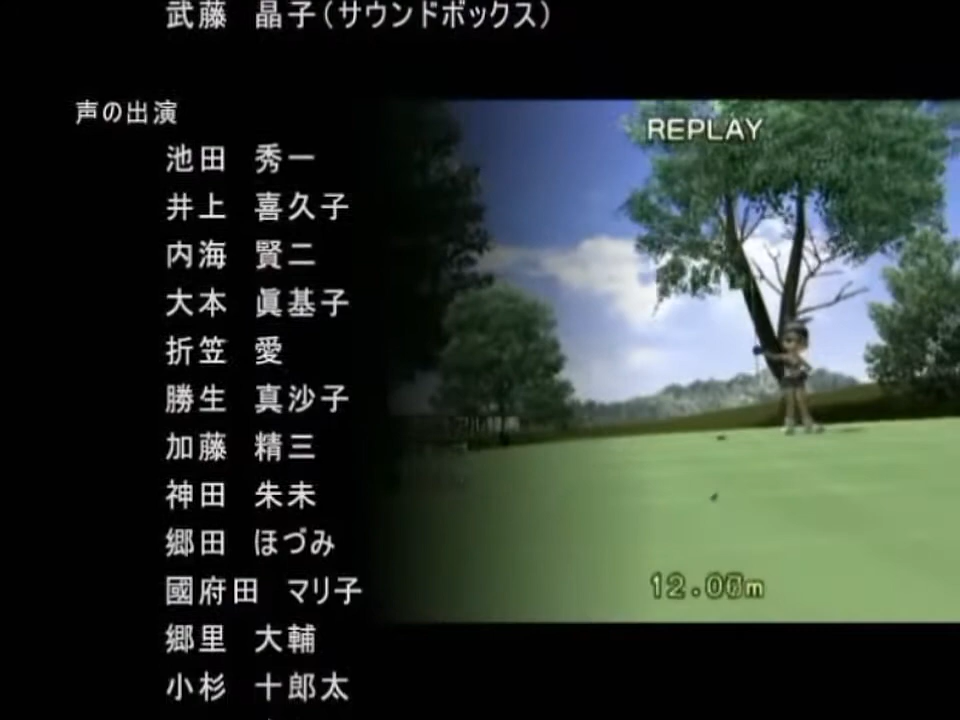 武藤 晶子(サウンドボックス)
声の出演
池田 秀一
井上 喜久子
内海 賢二
大本 眞基子
折笠 愛
勝生 真沙子
加藤 精三
神田 朱未
郷田 ほづみ
國府田 マリ子
郷里 大輔
小杉 十郎太
REPLAY